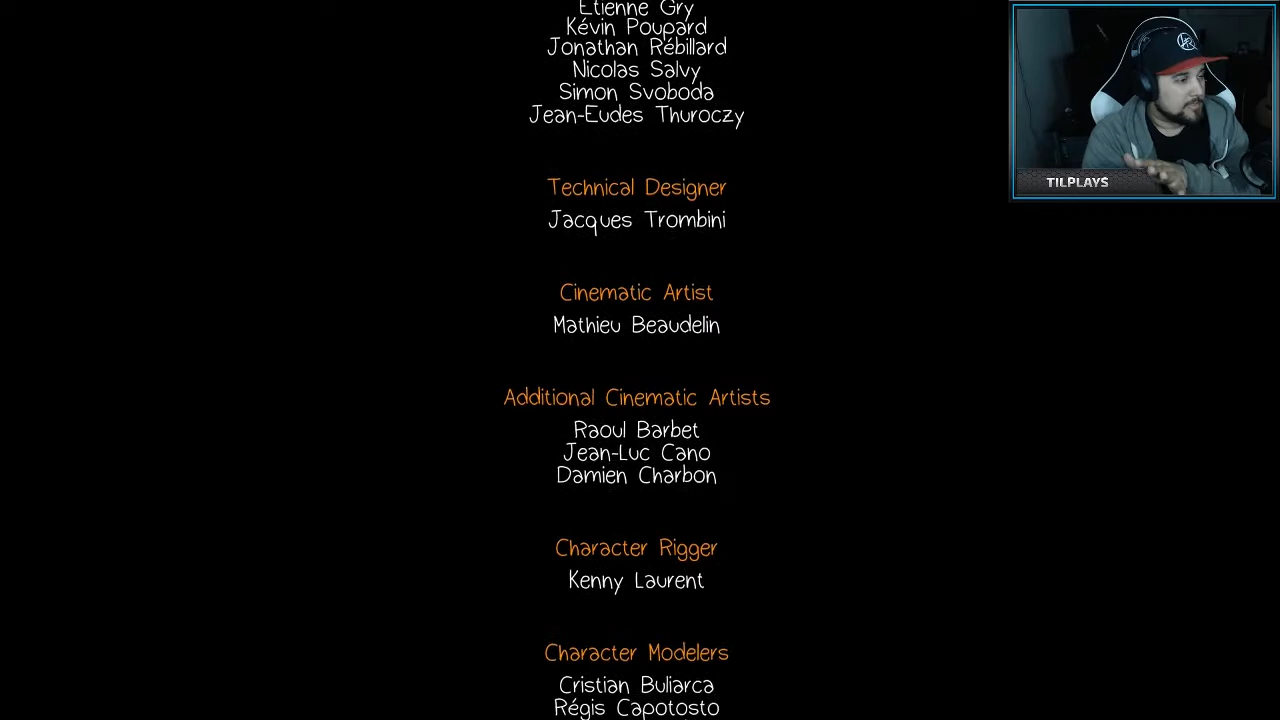 Etienne Gry
Kévin Poupard
Jonathan Rébillard
Nicolas Salvy
Simon Svoboda
Jean-Eudes Thuroczy
Technical Designer
Jacques Trombini
Cinematic Artist
Mathieu Beaudelin
Additional Cinematic Artists
Raoul Barbet
Jean-Luc Cano
Damien Charbon
Character Rigger
Kenny Laurent
Character Modelers
Cristian Buliarca
Régis Capotosto
TILPLAYS